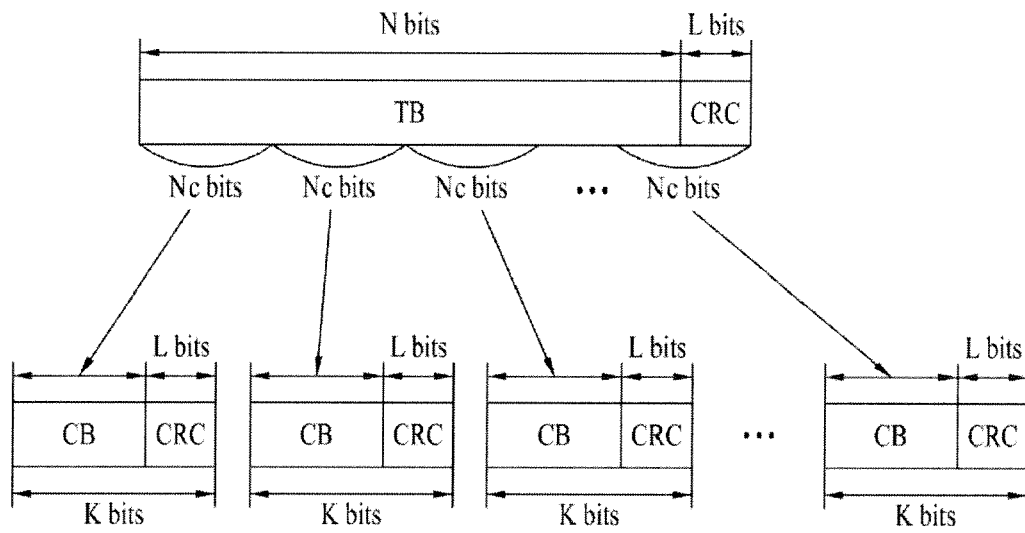 N bits L bits
TB CRC
Nc bits Nc bits Nc bits ••• Nc bits
L bits L bits L bits L bits
CB CRC CB CRC CB CRC ••• CB CRC
K bits K bits K bits K bits